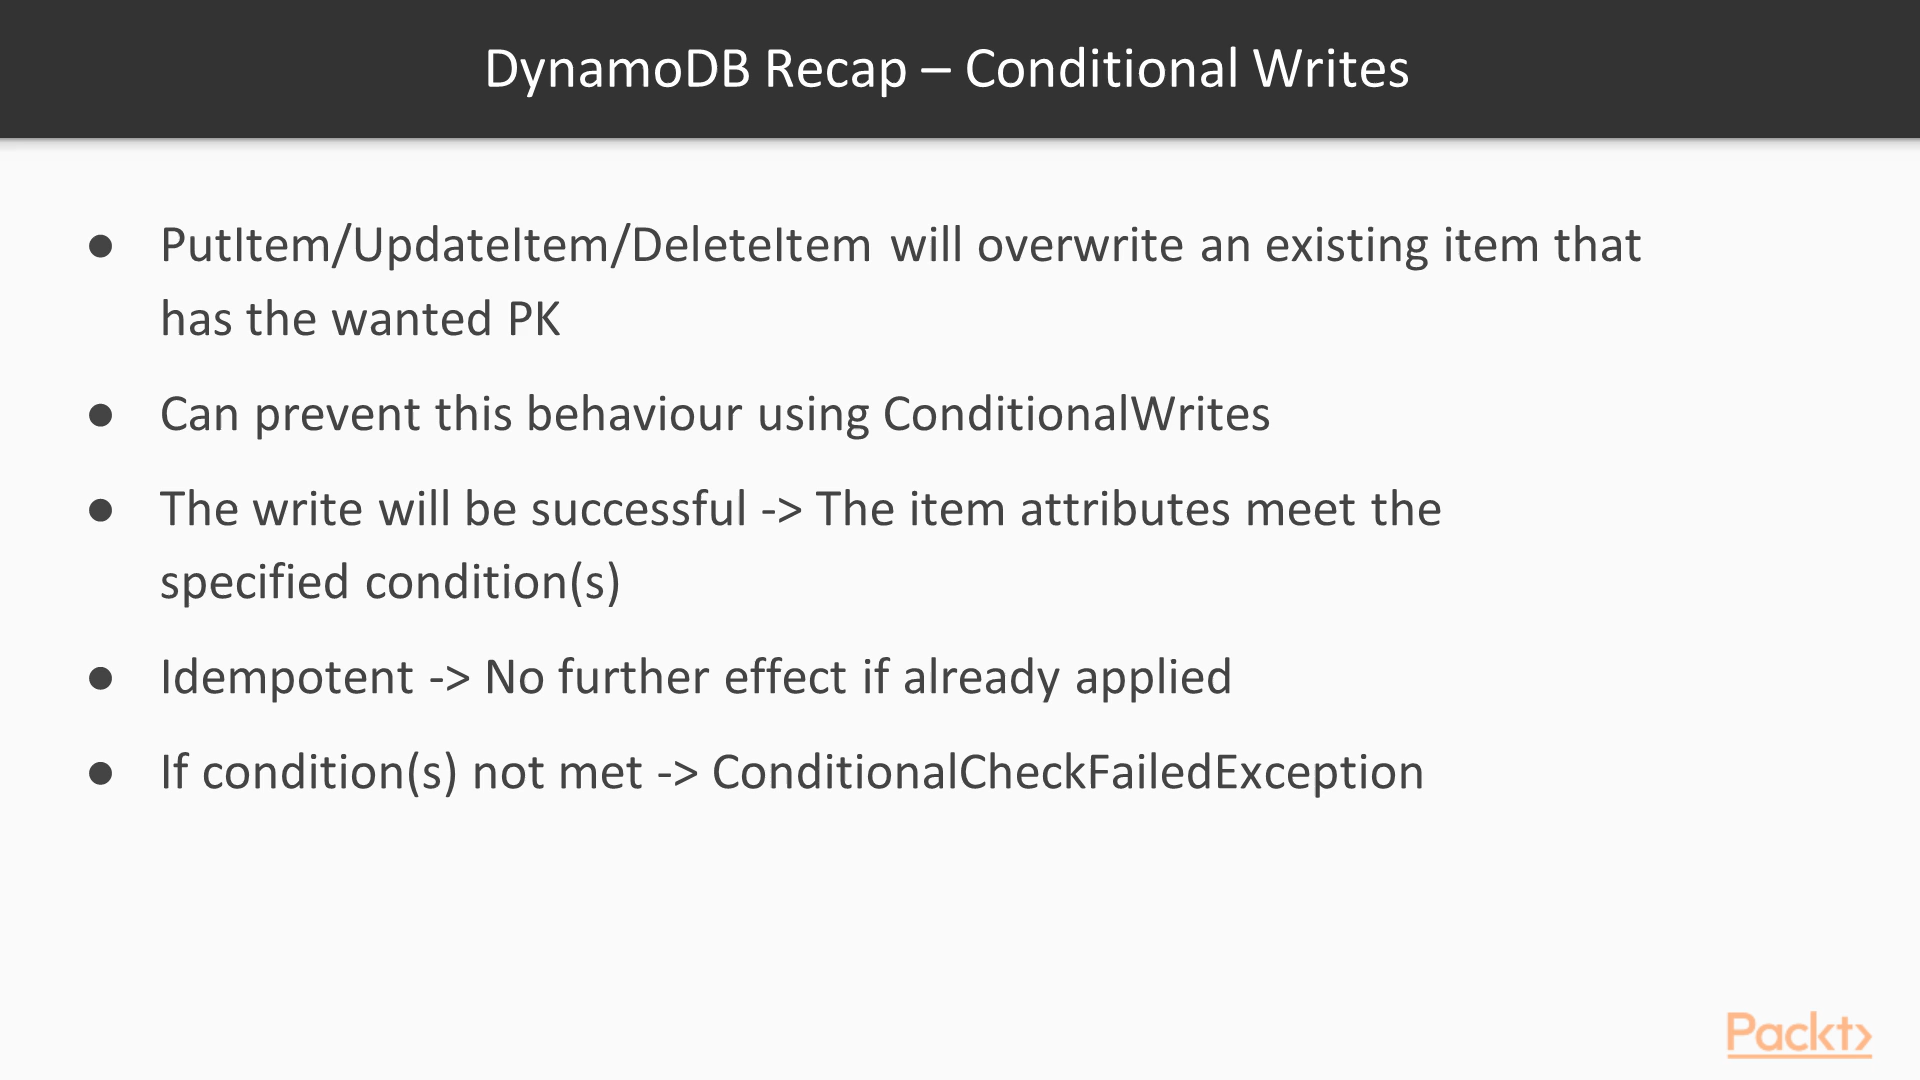 DynamoDB Recap – Conditional Writes
● PutItem/UpdateItem/DeleteItem will overwrite an existing item that
has the wanted PK
● Can prevent this behaviour using ConditionalWrites
● The write will be successful -> The item attributes meet the
specified condition(s)
● Idempotent -> No further effect if already applied
● If condition(s) not met -> ConditionalCheckFailedException
Packt>